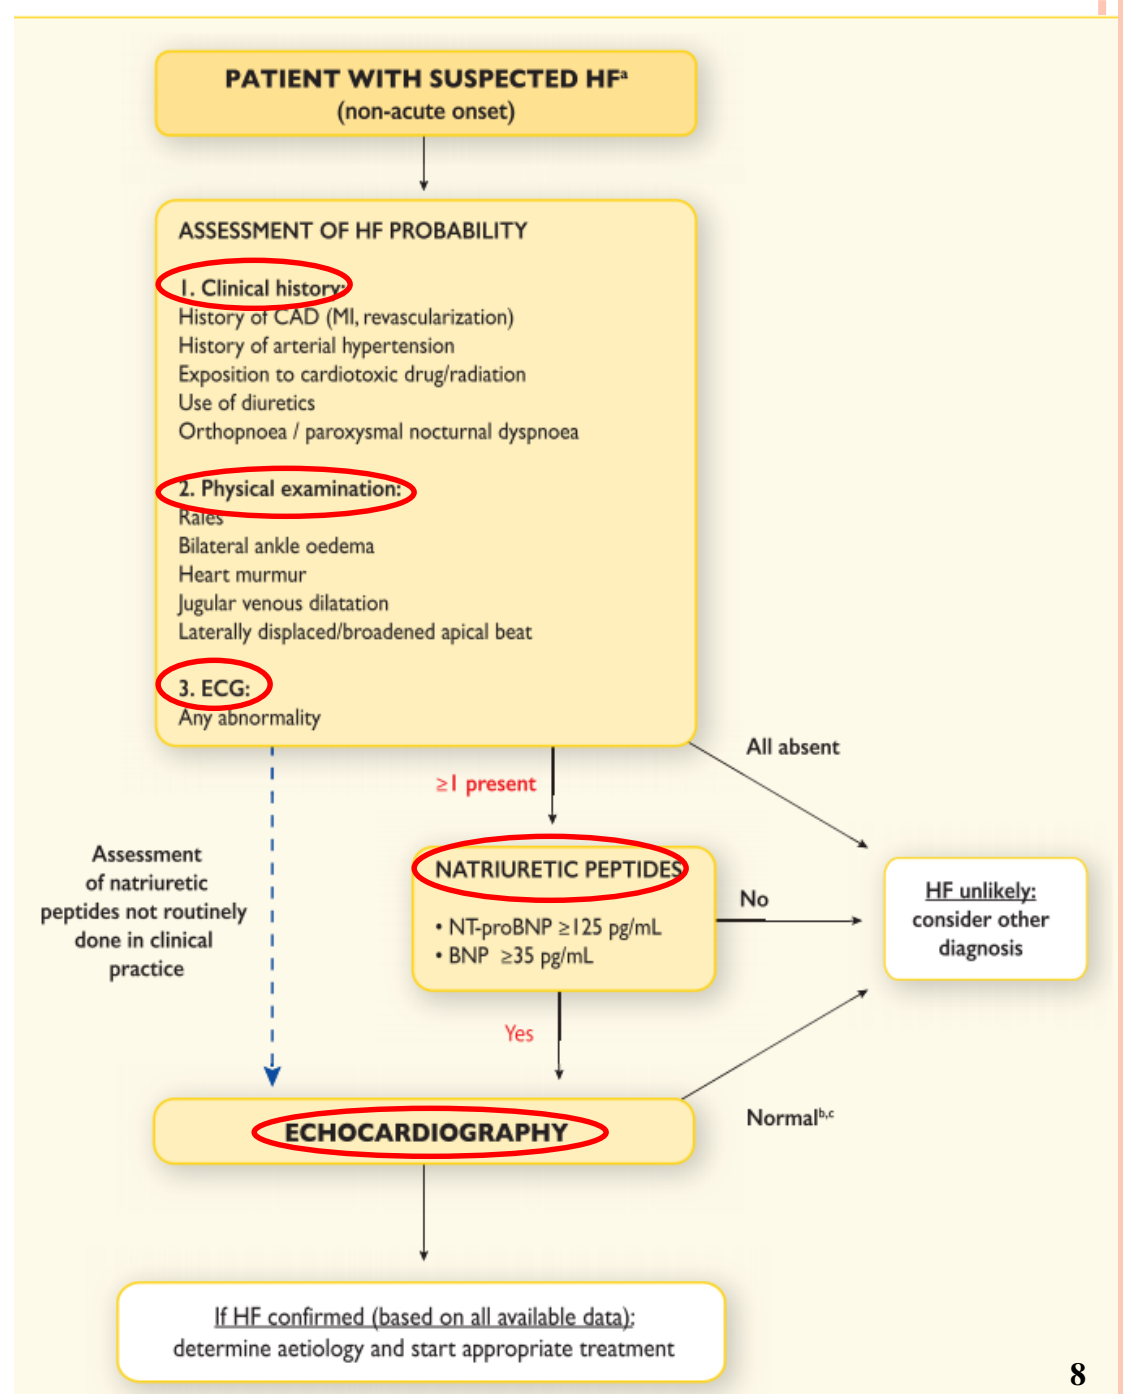 PATIENT WITH SUSPECTED HFᵃ
(non-acute onset)
ASSESSMENT OF HF PROBABILITY
1. Clinical history:
History of CAD (MI, revascularization)
History of arterial hypertension
Exposition to cardiotoxic drug/radiation
Use of diuretics
Orthopnoea / paroxysmal nocturnal dyspnoea
2. Physical examination:
Rales
Bilateral ankle oedema
Heart murmur
Jugular venous dilatation
Laterally displaced/broadened apical beat
3. ECG:
Any abnormality
All absent
≥1 present
Assessment
of natriuretic
peptides not routinely
done in clinical
practice
NATRIURETIC PEPTIDES
• NT-proBNP ≥125 pg/mL
• BNP ≥35 pg/mL
No
HF unlikely:
consider other
diagnosis
Yes
Normalᵇ,ᶜ
ECHOCARDIOGRAPHY
If HF confirmed (based on all available data):
determine aetiology and start appropriate treatment
8